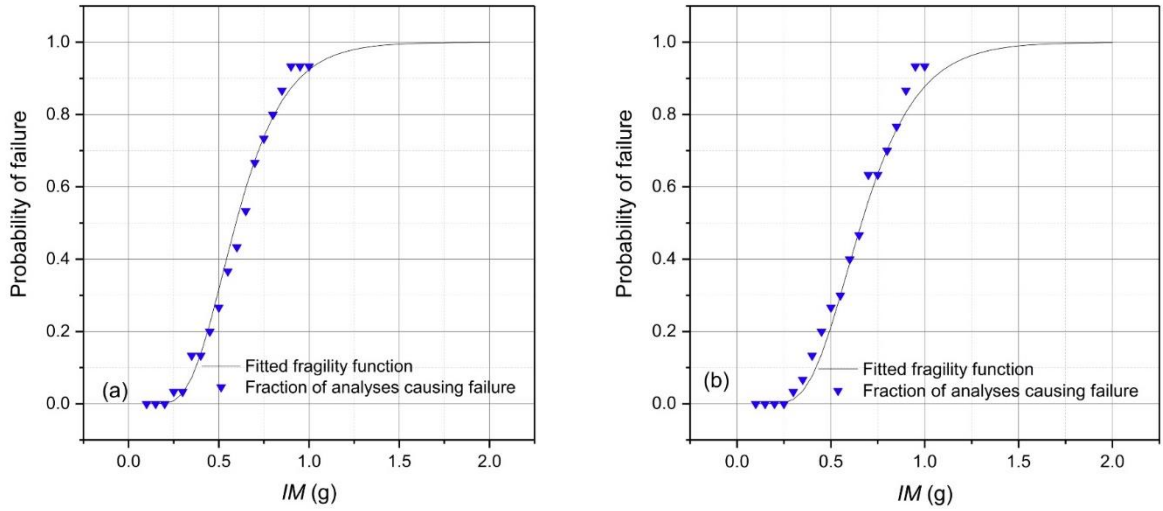 1.0
0.8
0.6
0.4
0.2
0.0
Probability of failure
(a)
Fitted fragility function
Fraction of analyses causing failure
0.0 0.5 1.0 1.5 2.0
IM (g)
1.0
0.8
0.6
0.4
0.2
0.0
Probability of failure
(b)
Fitted fragility function
Fraction of analyses causing failure
0.0 0.5 1.0 1.5 2.0
IM (g)